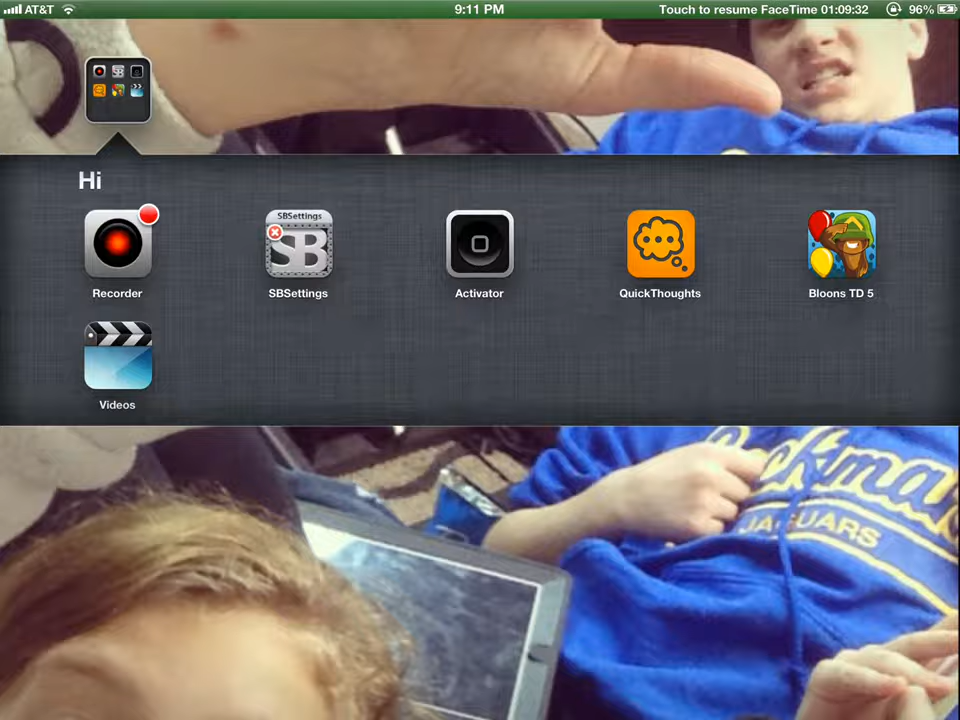 AT&T 9:11 PM Touch to resume FaceTime 01:09:32 96%
Hi
SBSettings
SB
Recorder SBSettings Activator QuickThoughts Bloons TD 5
Videos
JAGUARS